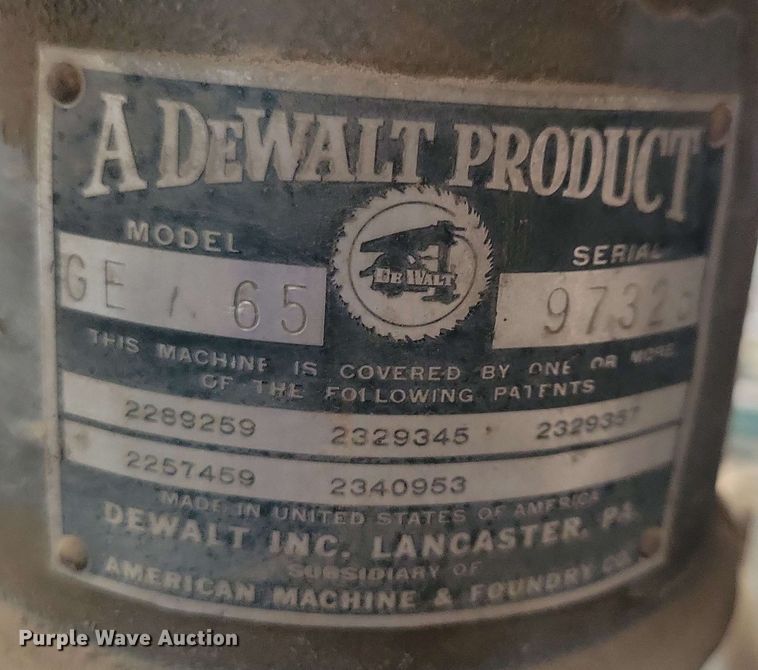 A DEWALT PRODUCT
MODEL
SERIAL
GE / 65
DE WALT
THIS MACHINE IS COVERED BY ONE OR MORE
OF THE FOLLOWING PATENTS
2289259 2329345 2329357
2257459 2340953
MADE IN UNITED STATES OF AMERICA
DEWALT INC. LANCASTER, PA.
SUBSIDIARY OF
AMERICAN MACHINE & FOUNDRY CO.
Purple Wave Auction